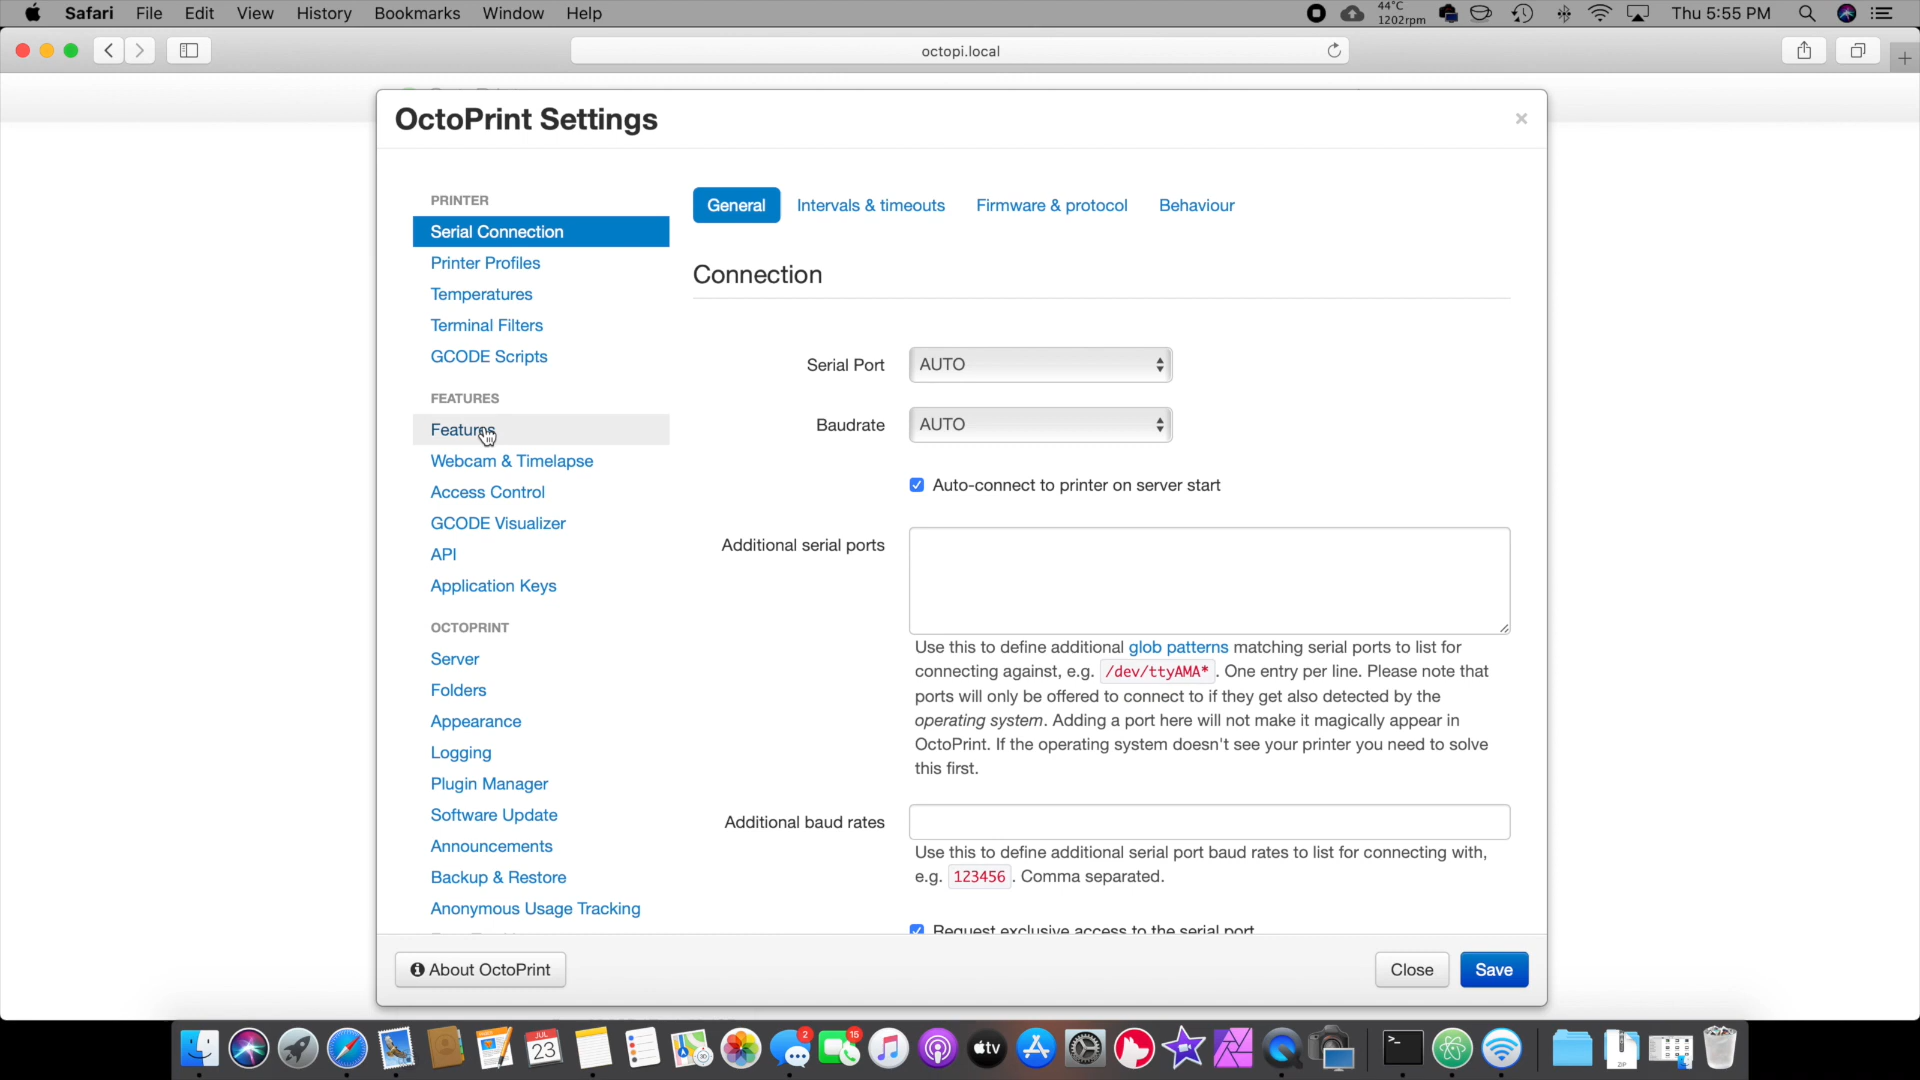 Safari File Edit View History Bookmarks Window Help
44°C
1202rpm
Thu 5:55 PM
octopi.local
OctoPrint Settings
×
PRINTER
Serial Connection
Printer Profiles
Temperatures
Terminal Filters
GCODE Scripts
FEATURES
Features
Webcam & Timelapse
Access Control
GCODE Visualizer
API
Application Keys
OCTOPRINT
Server
Folders
Appearance
Logging
Plugin Manager
Software Update
Announcements
Backup & Restore
Anonymous Usage Tracking
General Intervals & timeouts Firmware & protocol Behaviour
Connection
Serial Port AUTO
Baudrate AUTO
Auto-connect to printer on server start
Additional serial ports
Use this to define additional glob patterns matching serial ports to list for
connecting against, e.g. /dev/ttyAMA* . One entry per line. Please note that
ports will only be offered to connect to if they get also detected by the
operating system. Adding a port here will not make it magically appear in
OctoPrint. If the operating system doesn't see your printer you need to solve
this first.
Additional baud rates
Use this to define additional serial port baud rates to list for connecting with,
e.g. 123456 . Comma separated.
Request exclusive access to the serial port
About OctoPrint
Close Save
JUL
23
2
15
tv
ZIP